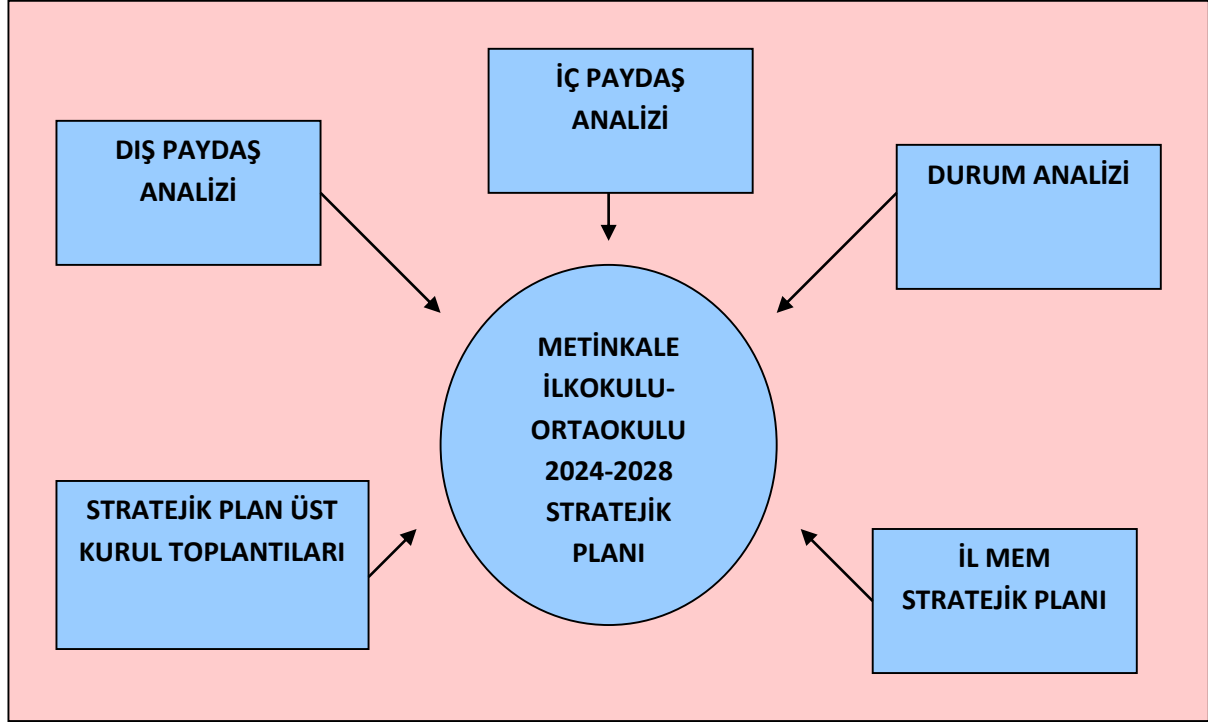 İÇ PAYDAŞ
ANALİZİ
DIŞ PAYDAŞ
ANALİZİ
DURUM ANALİZİ
METİNKALE
İLKOKULU-
ORTAOKULU
2024-2028
STRATEJİK
PLANI
STRATEJİK PLAN ÜST
KURUL TOPLANTILARI
İL MEM
STRATEJİK PLANI